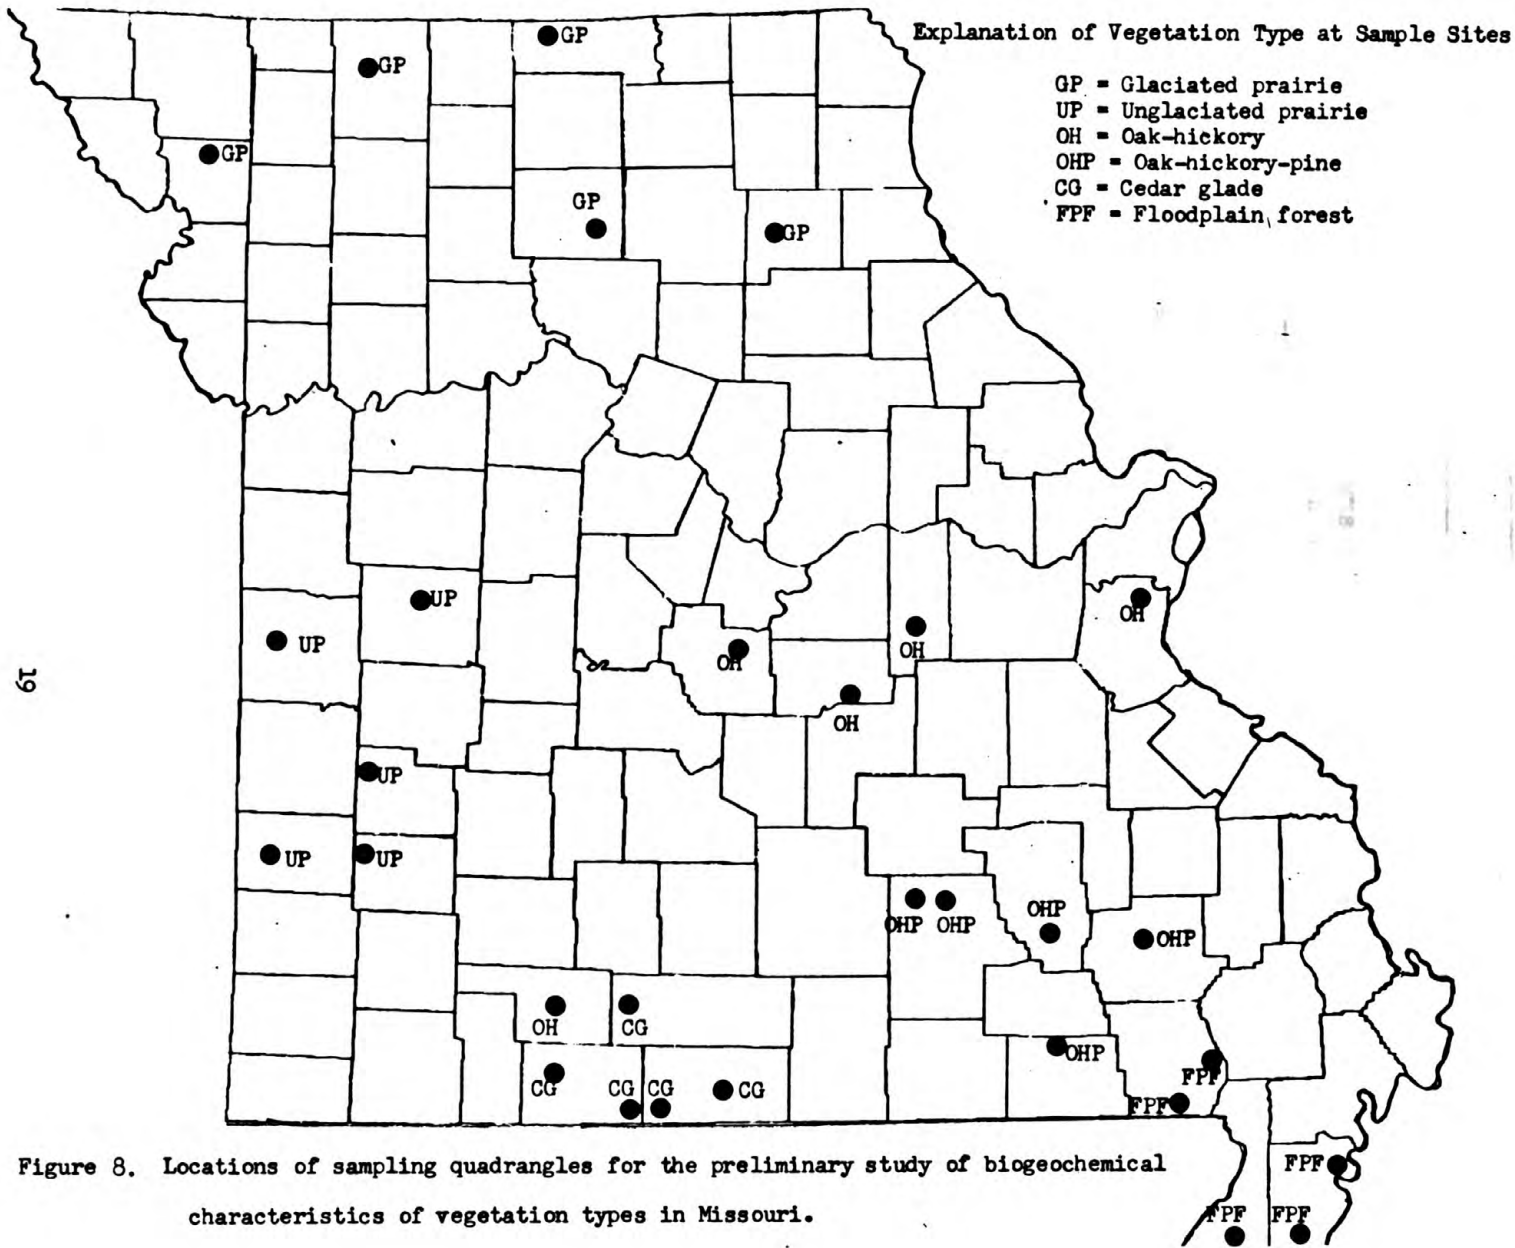 Explanation of Vegetation Type at Sample Sites
GP = Glaciated prairie
UP = Unglaciated prairie
OH = Oak-hickory
OHP = Oak-hickory-pine
CG = Cedar glade
FPF = Floodplain forest
GP
GP
GP
GP
GP
UP
UP
OH
OH
OH
OH
UP
UP
UP
OHP
OHP
OHP
OHP
OH
CG
OHP
CG
CG
CG
CG
FPF
FPF
FPF
FPF
FPF
19
Figure 8. Locations of sampling quadrangles for the preliminary study of biogeochemical
characteristics of vegetation types in Missouri.